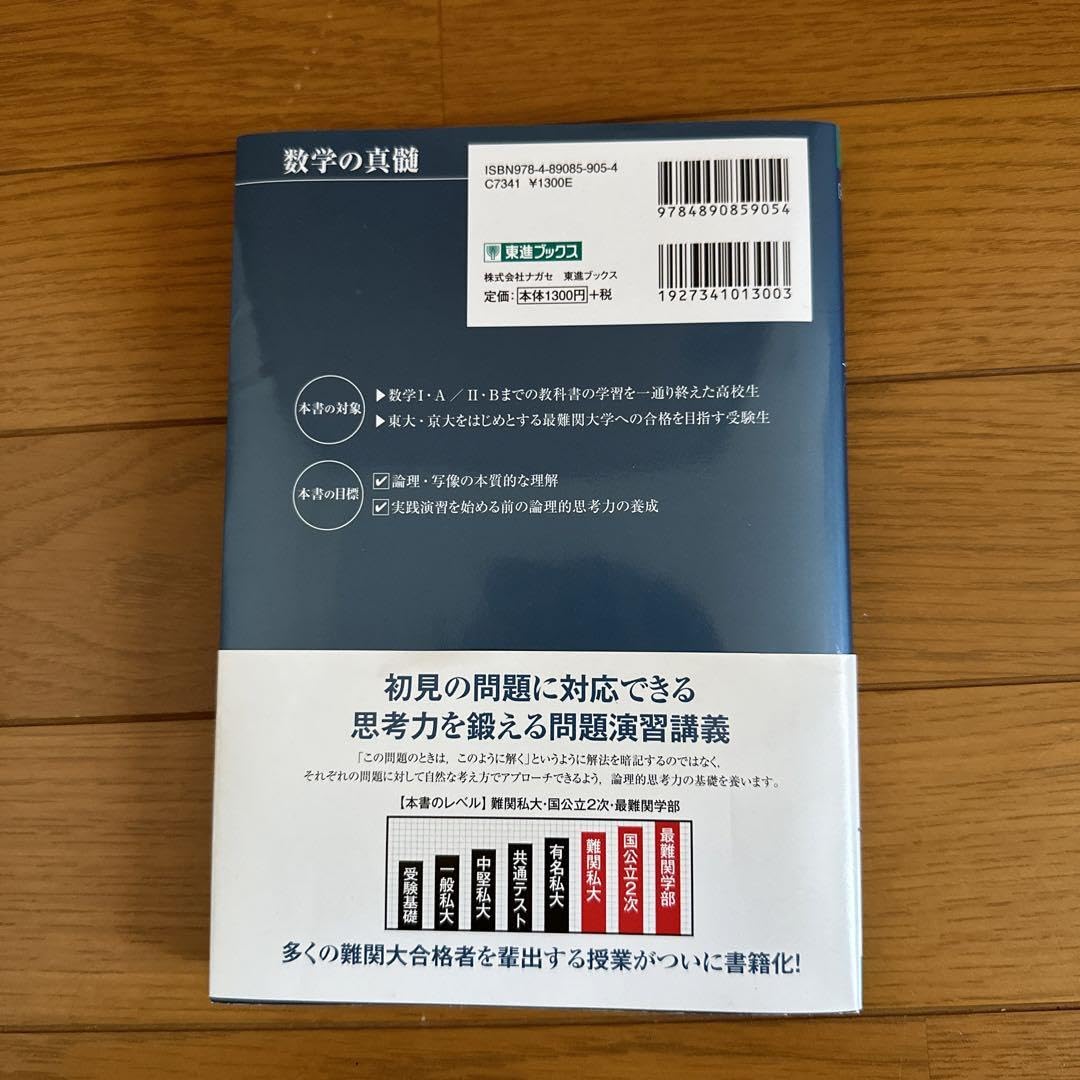 数学の真髄
ISBN978-4-89085-905-4
C7341 ¥1300E
9784890859054
東進ブックス
株式会社ナガセ 東進ブックス
定価：本体1300円＋税
1927341013003
本書の対象
▶数学Ⅰ・A ／ Ⅱ・Bまでの教科書の学習を一通り終えた高校生
▶東大・京大をはじめとする最難関大学への合格を目指す受験生
本書の目標
✓論理・写像の本質的な理解
✓実践演習を始める前の論理的思考力の養成
初見の問題に対応できる
思考力を鍛える問題演習講義
「この問題のときは，このように解く」というように解法を暗記するのではなく，
それぞれの問題に対して自然な考え方でアプローチできるよう，論理的思考力の基礎を養います。
【本書のレベル】難関私大・国公立2次・最難関学部
受験基礎
一般私大
中堅私大
共通テスト
有名私大
難関私大
国公立2次
最難関学部
多くの難関大合格者を輩出する授業がついに書籍化！